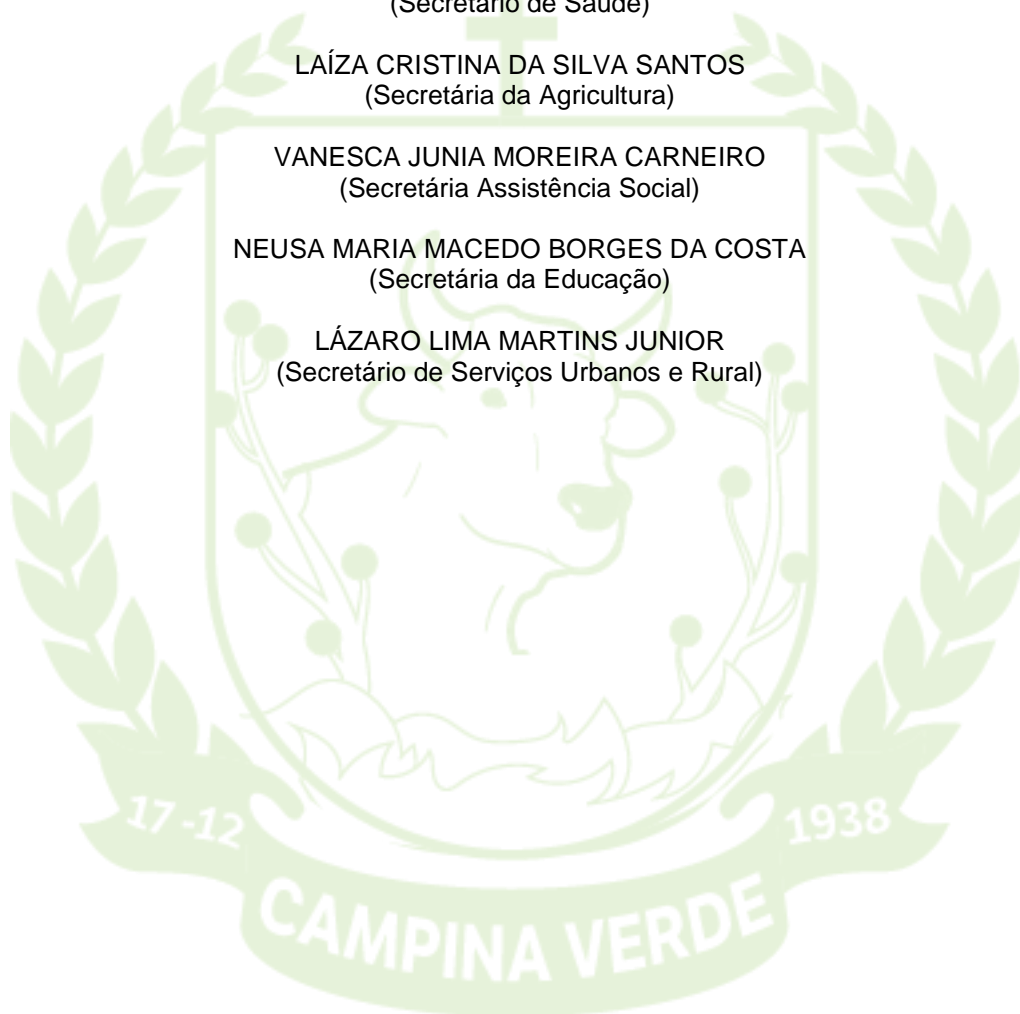 (Secretário de Saúde)
LAÍZA CRISTINA DA SILVA SANTOS
(Secretária da Agricultura)
VANESCA JUNIA MOREIRA CARNEIRO
(Secretária Assistência Social)
NEUSA MARIA MACEDO BORGES DA COSTA
(Secretária da Educação)
LÁZARO LIMA MARTINS JUNIOR
(Secretário de Serviços Urbanos e Rural)
17-12
1938
CAMPINA VERDE